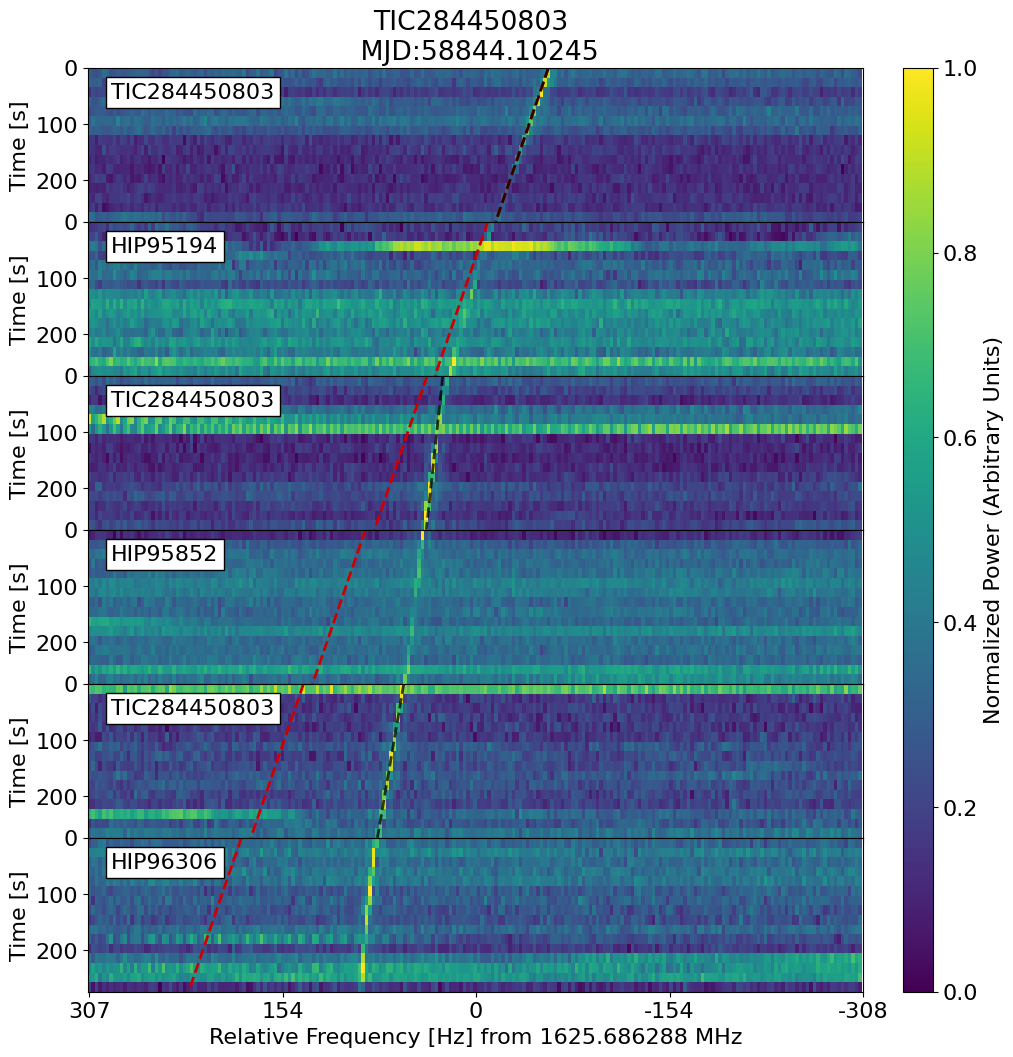 TIC284450803
MJD:58844.10245
TIC284450803
HIP95194
TIC284450803
HIP95852
TIC284450803
HIP96306
0
100
200
0
100
200
0
100
200
0
100
200
0
100
200
0
100
200
Time [s]
Time [s]
Time [s]
Time [s]
Time [s]
Time [s]
307
154
0
-154
-308
Relative Frequency [Hz] from 1625.686288 MHz
1.0
0.8
0.6
0.4
0.2
0.0
Normalized Power (Arbitrary Units)